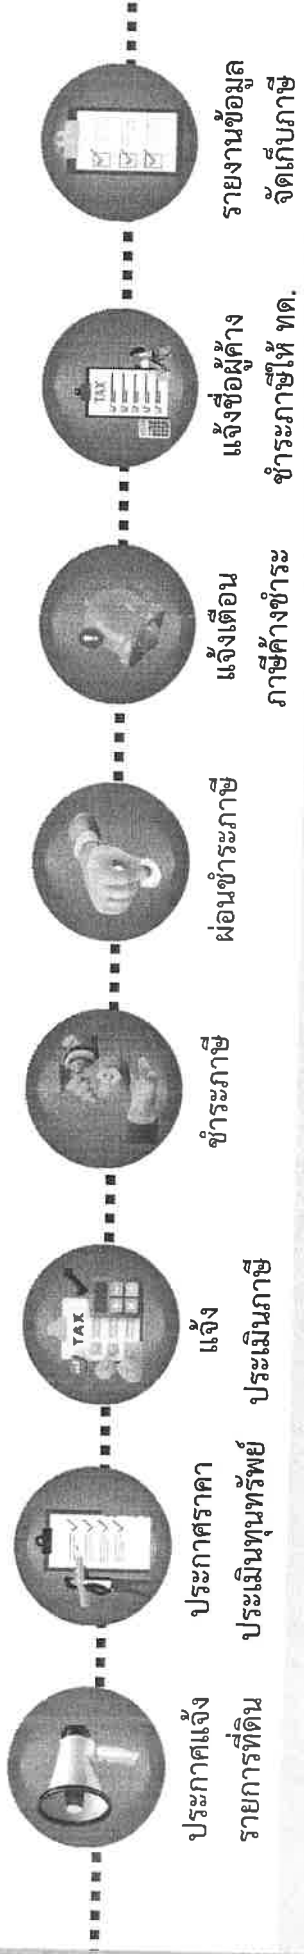 ประกาศแจ้ง
รายการที่ดิน
ประกาศราคา
ประเมินทุนทรัพย์
TAX
แจ้ง
ประเมินภาษี
ชำระภาษี
ผ่อนชำระภาษี
แจ้งเตือน
ภาษีค้างชำระ
TAX
แจ้งชื่อผู้ค้าง
ชำระภาษีให้ ทด.
รายงานข้อมูล
จัดเก็บภาษี